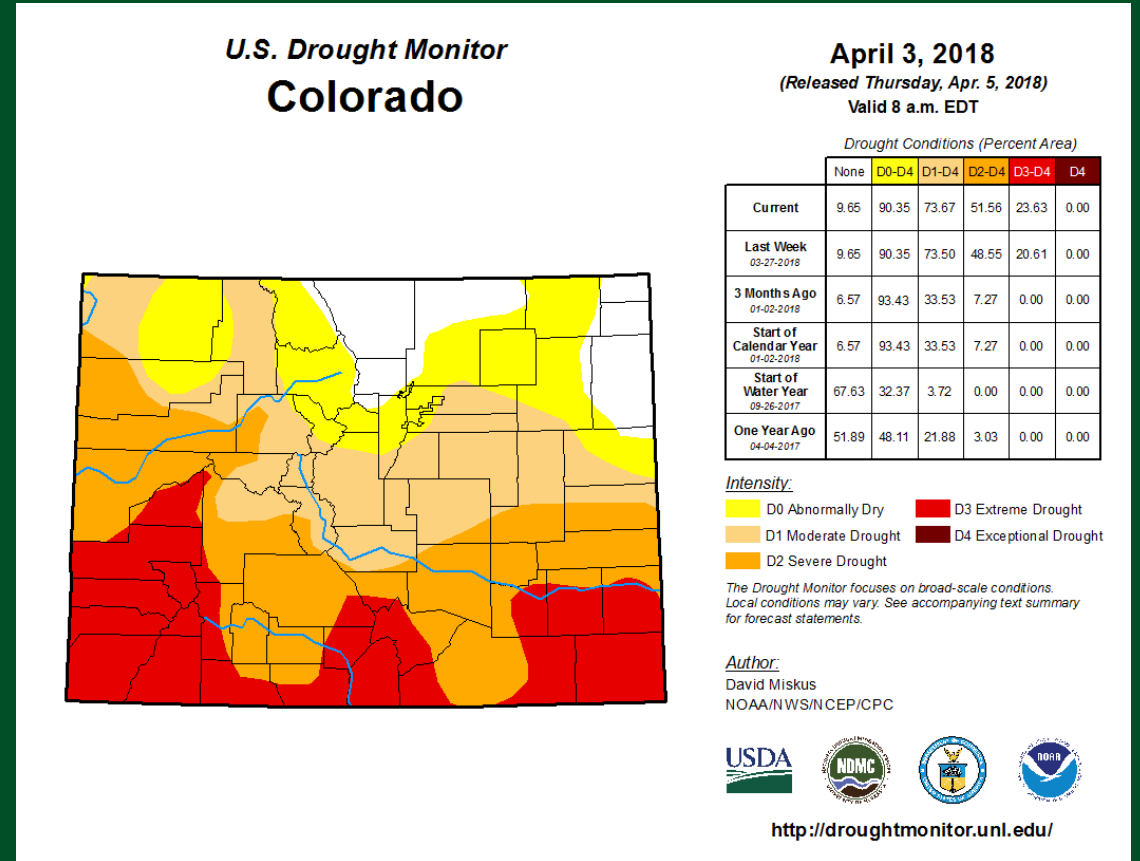 U.S. Drought Monitor
Colorado
April 3, 2018
(Released Thursday, Apr. 5, 2018)
Valid 8 a.m. EDT
Drought Conditions (Percent Area)
None D0-D4 D1-D4 D2-D4 D3-D4 D4
Current 9.65 90.35 73.67 51.56 23.63 0.00
Last Week
03-27-2018 9.65 90.35 73.50 48.55 20.61 0.00
3 Months Ago
01-02-2018 6.57 93.43 33.53 7.27 0.00 0.00
Start of
Calendar Year
01-02-2018 6.57 93.43 33.53 7.27 0.00 0.00
Start of
Water Year
09-26-2017 67.63 32.37 3.72 0.00 0.00 0.00
One Year Ago
04-04-2017 51.89 48.11 21.88 3.03 0.00 0.00
Intensity:
D0 Abnormally Dry
D1 Moderate Drought
D2 Severe Drought
D3 Extreme Drought
D4 Exceptional Drought
The Drought Monitor focuses on broad-scale conditions.
Local conditions may vary. See accompanying text summary
for forecast statements.
Author:
David Miskus
NOAA/NWS/NCEP/CPC
USDA
NDMC
NOAA
http://droughtmonitor.unl.edu/